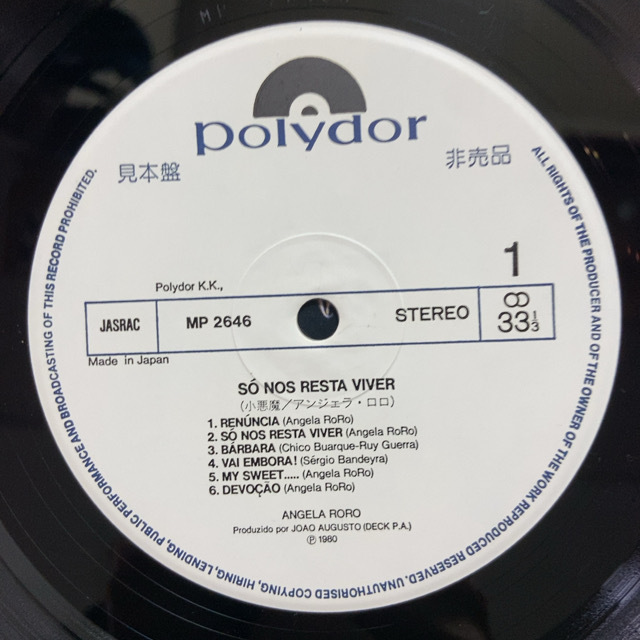 polydor
見本盤
非売品
1
Polydor K.K.,
JASRAC
MP 2646
STEREO
33 1/3
Made in Japan
SÓ NOS RESTA VIVER
(小悪魔/アンジェラ・ロロ)
1. RENÚNCIA (Angela RoRo)
2. SÓ NOS RESTA VIVER (Angela RoRo)
3. BÁRBARA (Chico Buarque-Ruy Guerra)
4. VAI EMBORA! (Sérgio Bandeyra)
5. MY SWEET..... (Angela RoRo)
6. DEVOÇÃO (Angela RoRo)
ANGELA RORO
Produzido por JOAO AUGUSTO (DECK P.A.)
Ⓟ 1980
ALL RIGHTS OF THE PRODUCER AND OF THE OWNER OF THE WORK REPRODUCED RESERVED. UNAUTHORISED COPYING, HIRING, LENDING, PUBLIC PERFORMANCE AND BROADCASTING OF THIS RECORD PROHIBITED.